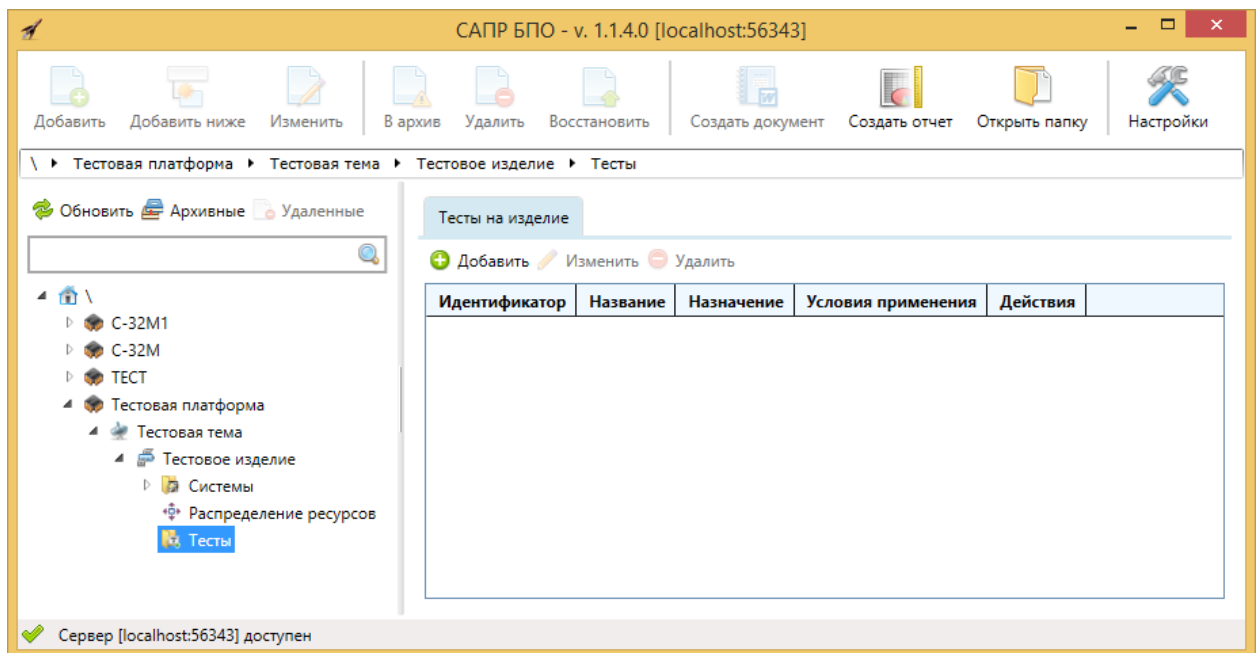 САПР БПО - v. 1.1.4.0 [localhost:56343]
Добавить Добавить ниже Изменить В архив Удалить Восстановить Создать документ Создать отчет Открыть папку Настройки
\ Тестовая платформа Тестовая тема Тестовое изделие Тесты
Обновить Архивные Удаленные
\
С-32М1
С-32М
ТЕСТ
Тестовая платформа
Тестовая тема
Тестовое изделие
Системы
Распределение ресурсов
Тесты
Тесты на изделие
Добавить Изменить Удалить
Идентификатор Название Назначение Условия применения Действия
Сервер [localhost:56343] доступен